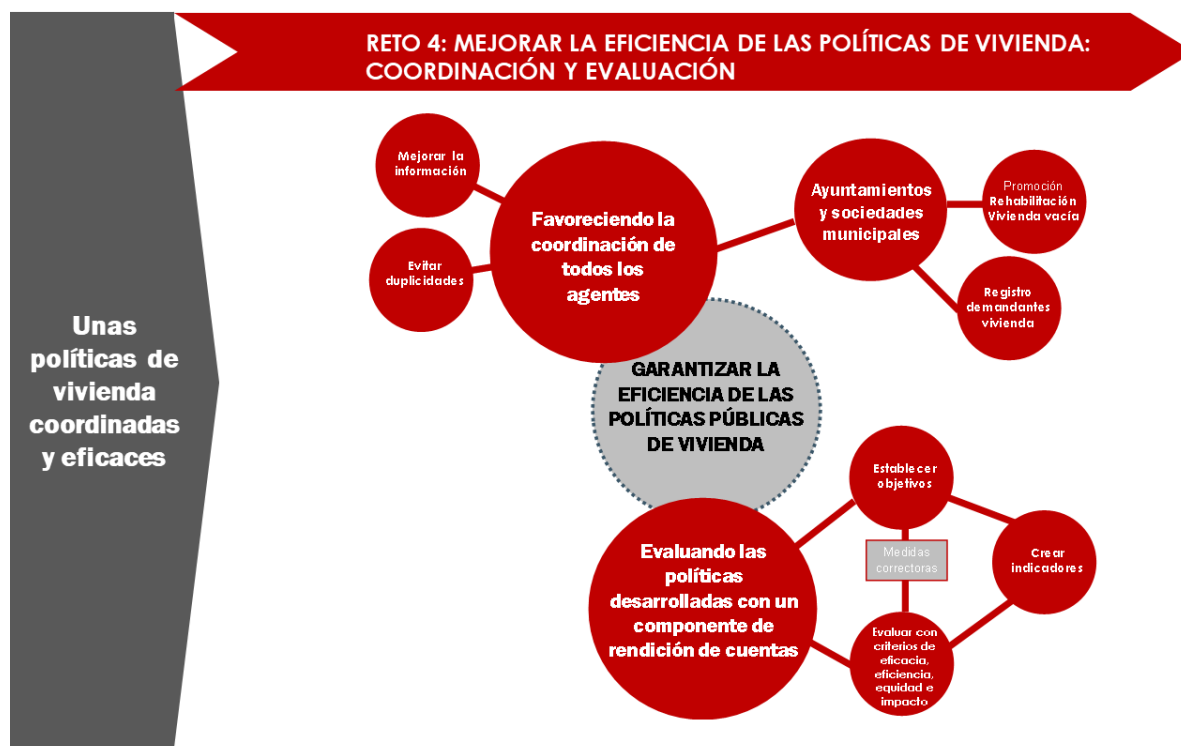 RETO 4: MEJORAR LA EFICIENCIA DE LAS POLÍTICAS DE VIVIENDA:
COORDINACIÓN Y EVALUACIÓN
Unas
políticas de
vivienda
coordinadas
y eficaces
Mejorar la
información
Evitar
duplicidades
Favoreciendo la
coordinación de
todos los
agentes
Ayuntamientos
y sociedades
municipales
Promoción
Rehabilitación
Vivienda vacía
Registro
demandantes
vivienda
GARANTIZAR LA
EFICIENCIA DE LAS
POLÍTICAS PÚBLICAS
DE VIVIENDA
Evaluando las
políticas
desarrolladas con un
componente de
rendición de cuentas
Establecer
objetivos
Medidas
correctoras
Crear
indicadores
Evaluar con
criterios de
eficacia,
eficiencia,
equidad e
impacto